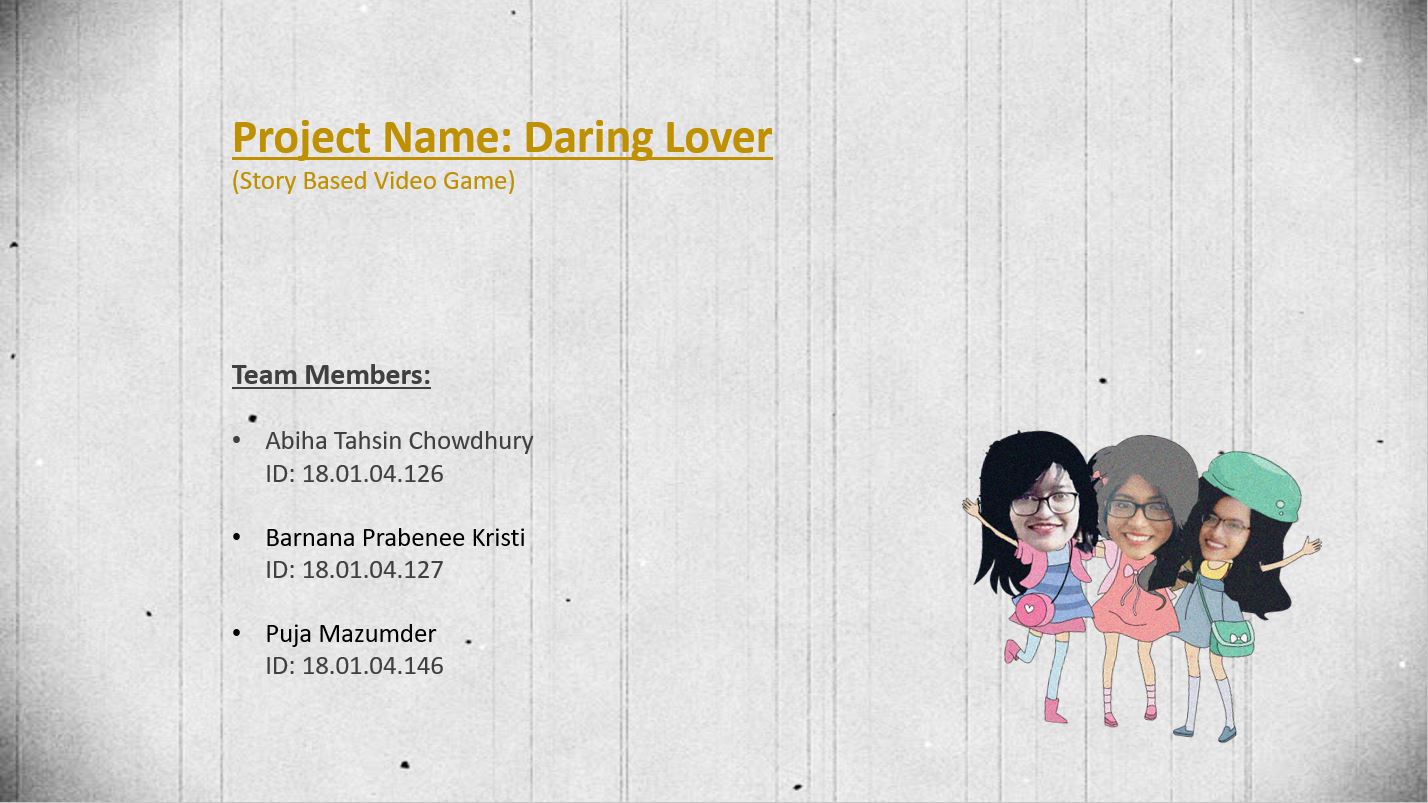 Project Name: Daring Lover
(Story Based Video Game)
Team Members:
• Abiha Tahsin Chowdhury
ID: 18.01.04.126
• Barnana Prabenee Kristi
ID: 18.01.04.127
• Puja Mazumder
ID: 18.01.04.146